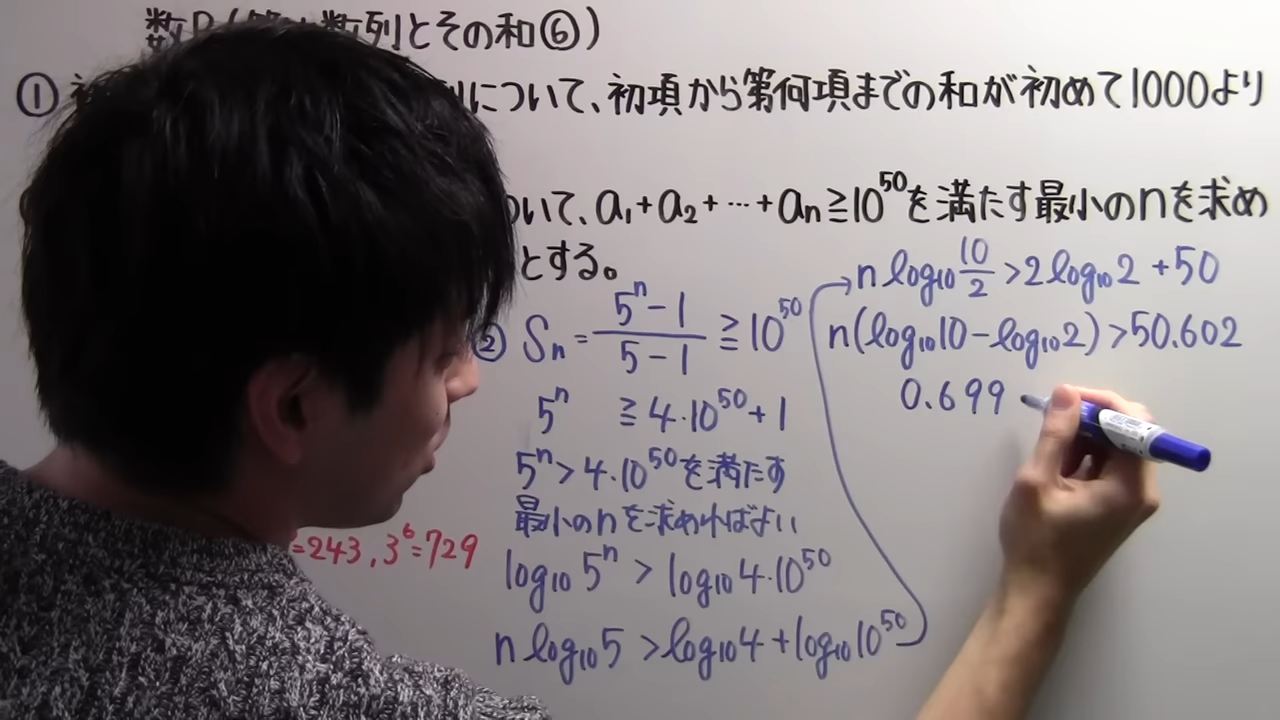 数B(等比数列とその和⑥)
① 初 列について、初項から第何項までの和が初めて1000より
ついて、a₁+a₂+…+aₙ≧10⁵⁰を満たす最小のnを求め
とする。
② Sₙ = (5ⁿ-1)/(5-1) ≧ 10⁵⁰
5ⁿ ≧ 4・10⁵⁰+1
5ⁿ > 4・10⁵⁰を満たす
最小のnを求めればよい
log₁₀5ⁿ > log₁₀4・10⁵⁰
n log₁₀5 > log₁₀4 + log₁₀10⁵⁰
n log₁₀ 10/2 > 2log₁₀2 + 50
n(log₁₀10 - log₁₀2) > 50.602
0.699
=243, 3⁶=729